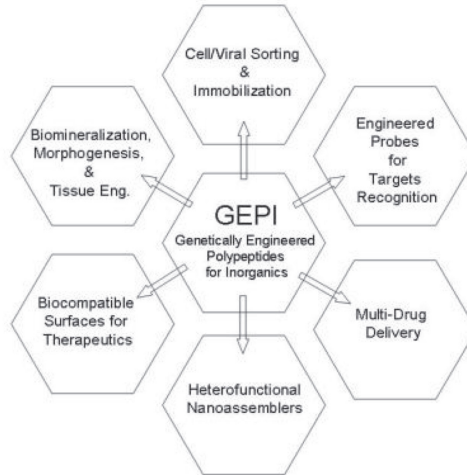 Cell/Viral Sorting
&
Immobilization
Engineered
Probes
for
Targets
Recognition
Biomineralization,
Morphogenesis,
&
Tissue Eng.
GEPI
Genetically Engineered
Polypeptides
for Inorganics
Biocompatible
Surfaces for
Therapeutics
Multi-Drug
Delivery
Heterofunctional
Nanoassemblers